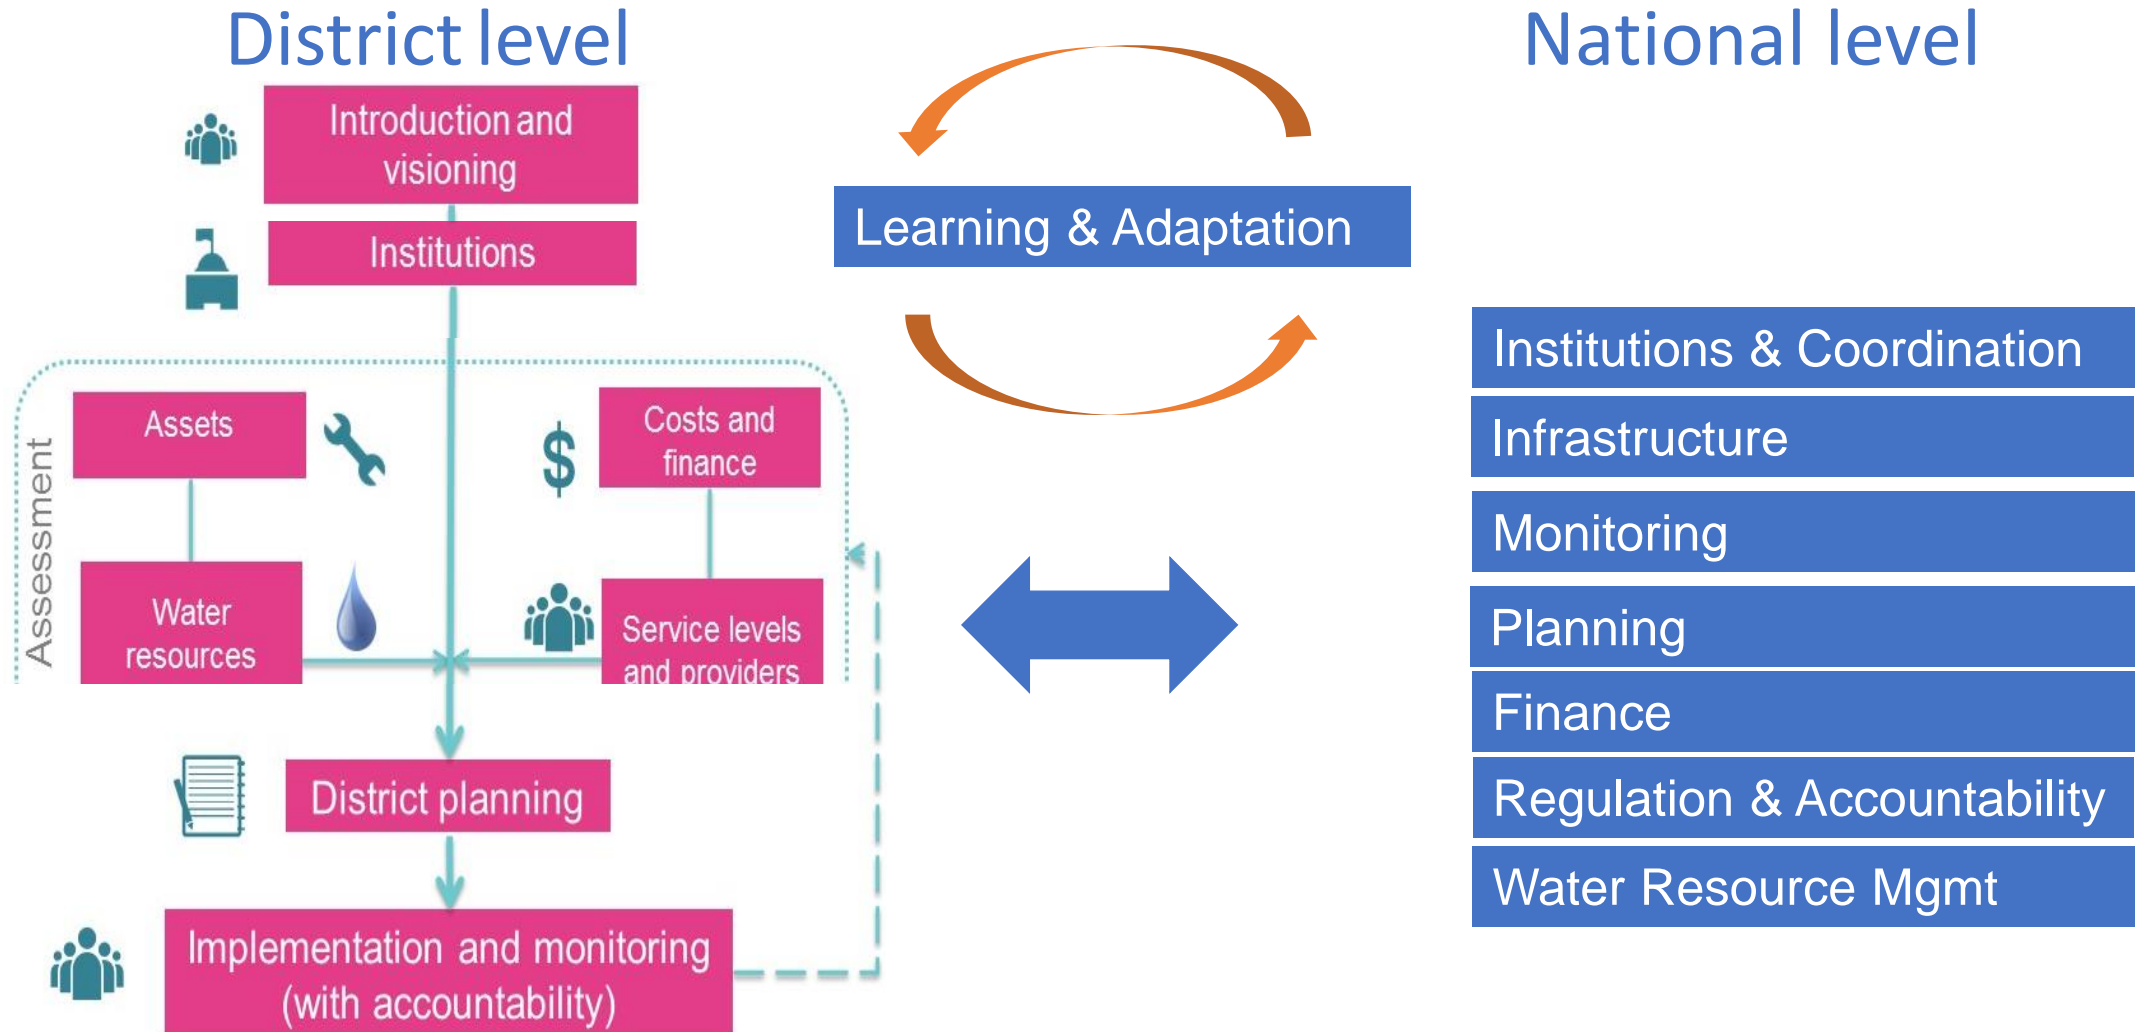 District level
National level
Introduction and
visioning
Institutions
Learning & Adaptation
Assessment
Assets
Costs and
finance
Water
resources
Service levels
and providers
District planning
Implementation and monitoring
(with accountability)
Institutions & Coordination
Infrastructure
Monitoring
Planning
Finance
Regulation & Accountability
Water Resource Mgmt